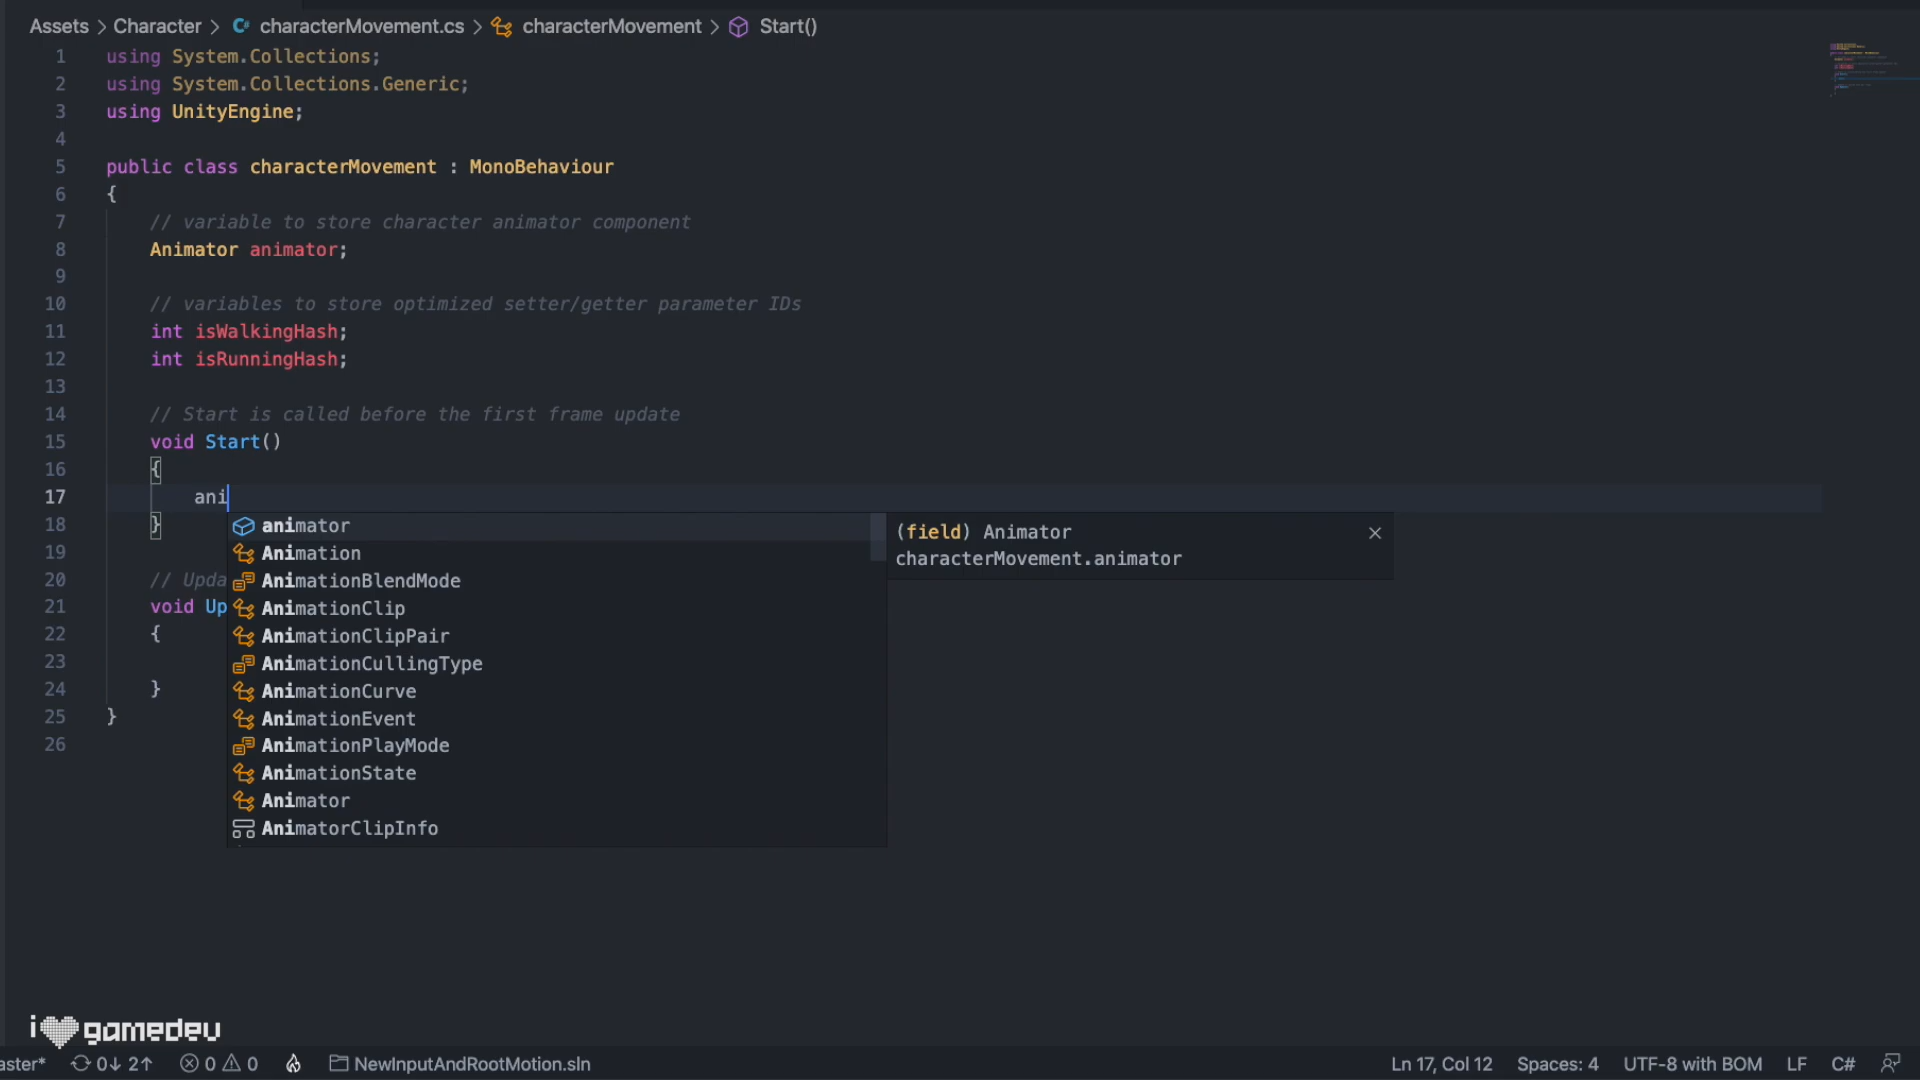 Assets > Character > C# characterMovement.cs > characterMovement > Start()
1 using System.Collections;
2 using System.Collections.Generic;
3 using UnityEngine;
4
5 public class characterMovement : MonoBehaviour
6 {
7 // variable to store character animator component
8 Animator animator;
9
10 // variables to store optimized setter/getter parameter IDs
11 int isWalkingHash;
12 int isRunningHash;
13
14 // Start is called before the first frame update
15 void Start()
16 {
17 ani
18 }
animator
(field) Animator
characterMovement.animator
19
Animation
20 // Upda
AnimationBlendMode
21 void Up
AnimationClip
22 {
AnimationClipPair
23
AnimationCullingType
24 }
AnimationCurve
25 }
AnimationEvent
26
AnimationPlayMode
AnimationState
Animator
AnimatorClipInfo
i gamedev
aster* 0↓ 2↑ 0 0 NewInputAndRootMotion.sln Ln 17, Col 12 Spaces: 4 UTF-8 with BOM LF C#